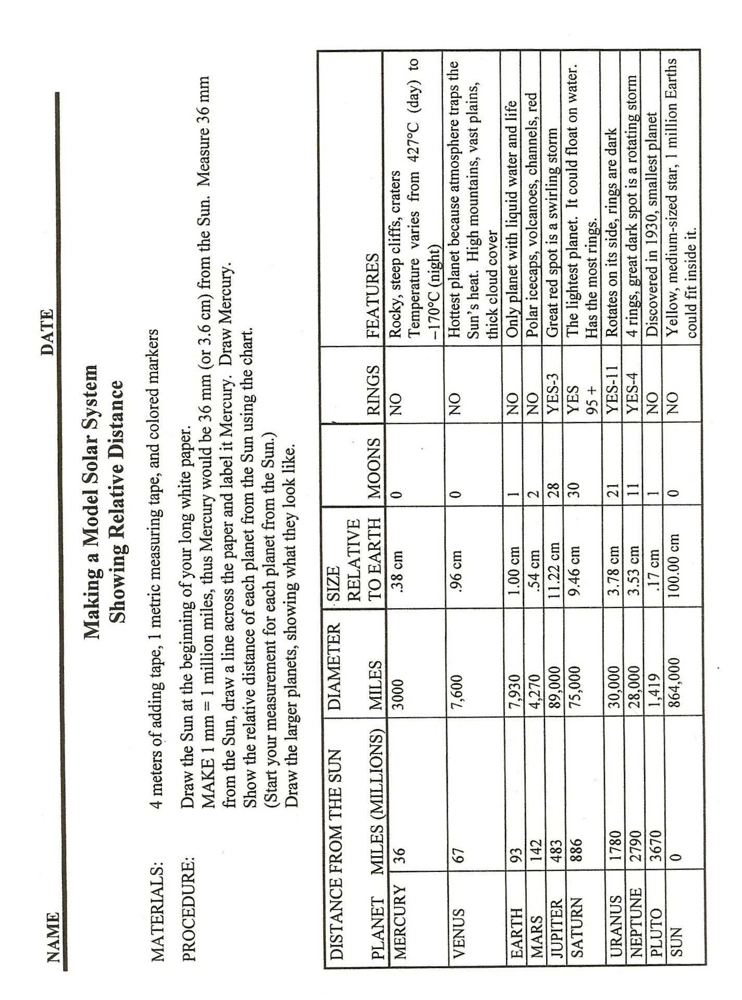 NAME DATE
Making a Model Solar System
Showing Relative Distance
MATERIALS: 4 meters of adding tape, 1 metric measuring tape, and colored markers
PROCEDURE: Draw the Sun at the beginning of your long white paper.
MAKE 1 mm = 1 million miles, thus Mercury would be 36 mm (or 3.6 cm) from the Sun. Measure 36 mm
from the Sun, draw a line across the paper and label it Mercury. Draw Mercury.
Show the relative distance of each planet from the Sun using the chart.
(Start your measurement for each planet from the Sun.)
Draw the larger planets, showing what they look like.
DISTANCE FROM THE SUN DIAMETER SIZE
RELATIVE
PLANET MILES (MILLIONS) MILES TO EARTH MOONS RINGS FEATURES
MERCURY 36 3000 .38 cm 0 NO Rocky, steep cliffs, craters
Temperature varies from 427°C (day) to
–170°C (night)
VENUS 67 7,600 .96 cm 0 NO Hottest planet because atmosphere traps the
Sun's heat. High mountains, vast plains,
thick cloud cover
EARTH 93 7,930 1.00 cm 1 NO Only planet with liquid water and life
MARS 142 4,270 .54 cm 2 NO Polar icecaps, volcanoes, channels, red
JUPITER 483 89,000 11.22 cm 28 YES-3 Great red spot is a swirling storm
SATURN 886 75,000 9.46 cm 30 YES The lightest planet. It could float on water.
95 + Has the most rings.
URANUS 1780 30,000 3.78 cm 21 YES-11 Rotates on its side, rings are dark
NEPTUNE 2790 28,000 3.53 cm 11 YES-4 4 rings, great dark spot is a rotating storm
PLUTO 3670 1,419 .17 cm 1 NO Discovered in 1930, smallest planet
SUN 0 864,000 100.00 cm 0 NO Yellow, medium-sized star, 1 million Earths
could fit inside it.